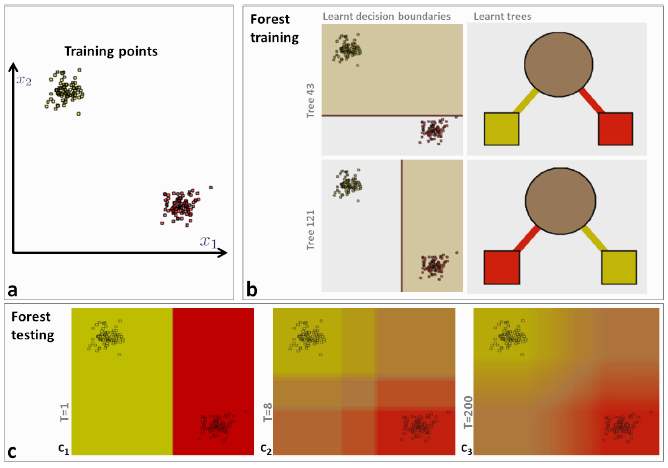 Training points
x2
x1
a
Forest
training
Learnt decision boundaries
Learnt trees
Tree 43
Tree 121
b
Forest
testing
T=1
T=8
T=200
c
C1
C2
C3